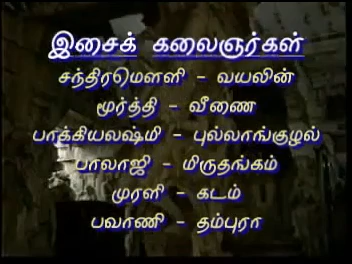 இசைக் கலைஞர்கள்
சந்திரமௌளி - வயலின்
மூர்த்தி - வீணை
பாக்கியலஷ்மி - புல்லாங்குழல்
பாலாஜி - மிருதங்கம்
முரளி - கடம்
பவாணி - தம்புரா